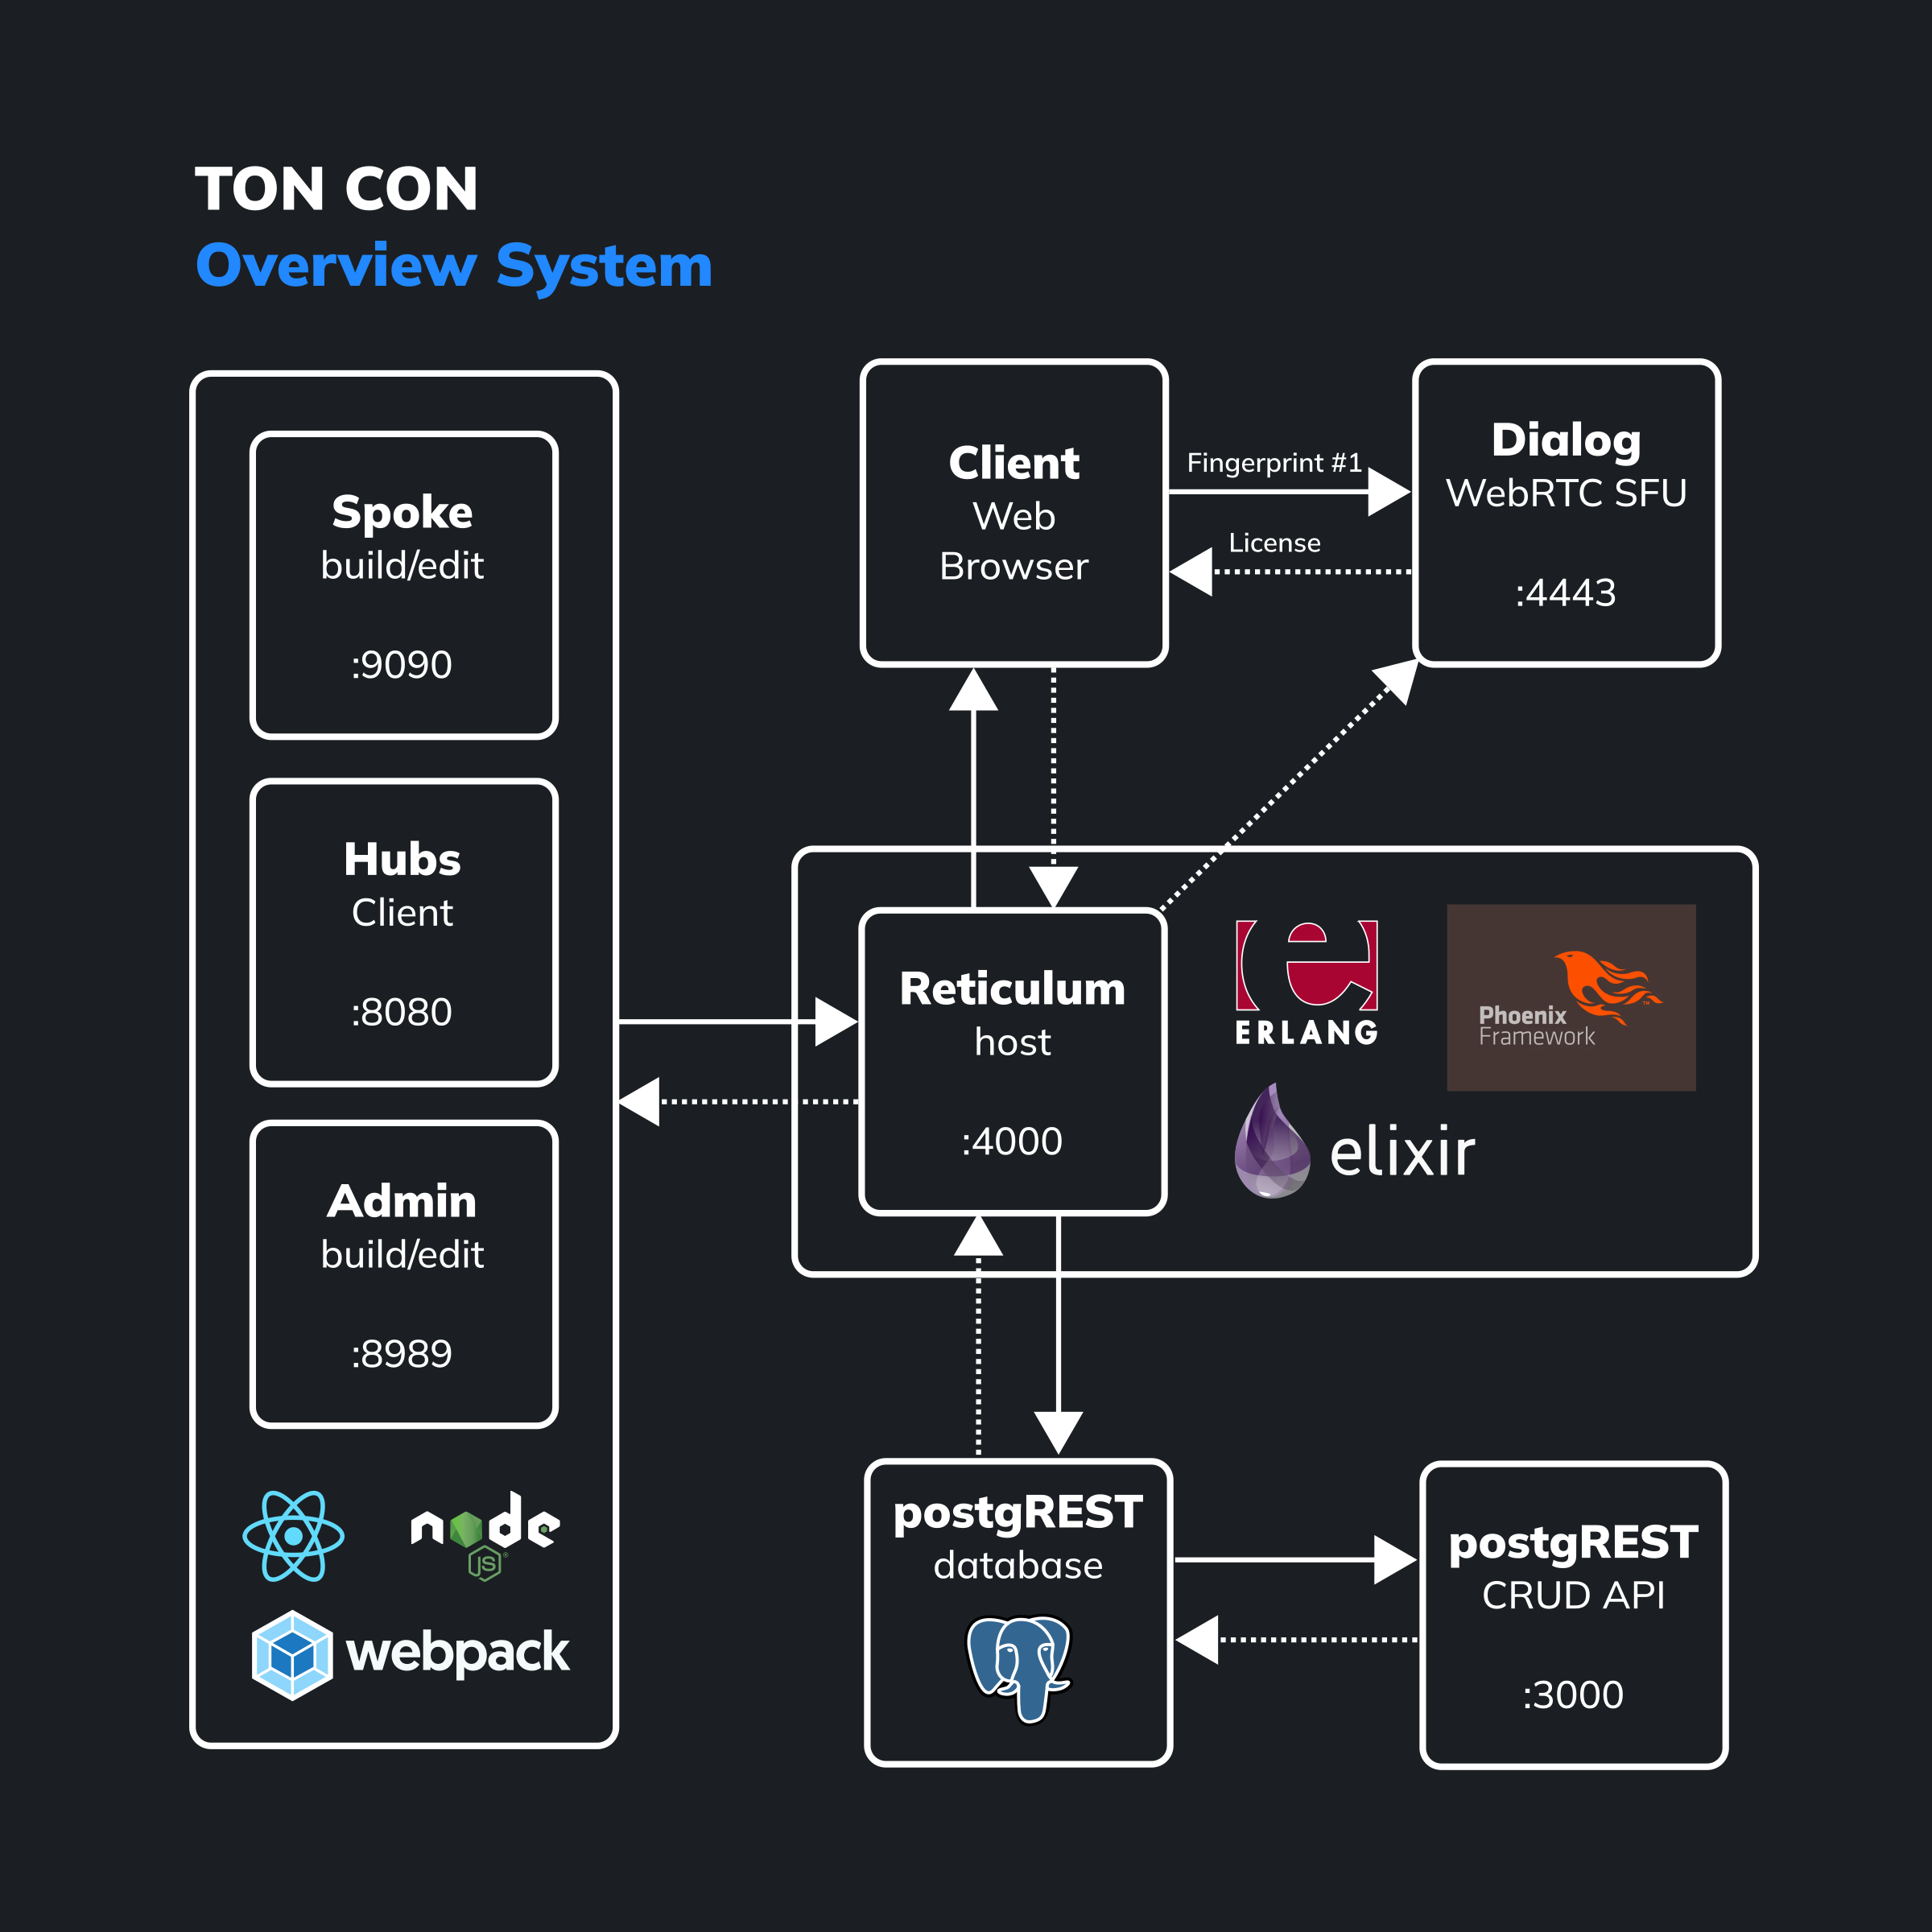 TON CON
Overview System
Spoke
build/edit
:9090
Hubs
Client
:8080
Admin
build/edit
:8989
node
JS
®
webpack
Client
Web
Browser
Fingerprint #1
License
Dialog
WebRTC SFU
:4443
Reticulum
host
:4000
e
ERLANG
Phoenix
Framework
TM
elixir
postgREST
database
postgREST
CRUD API
:3000